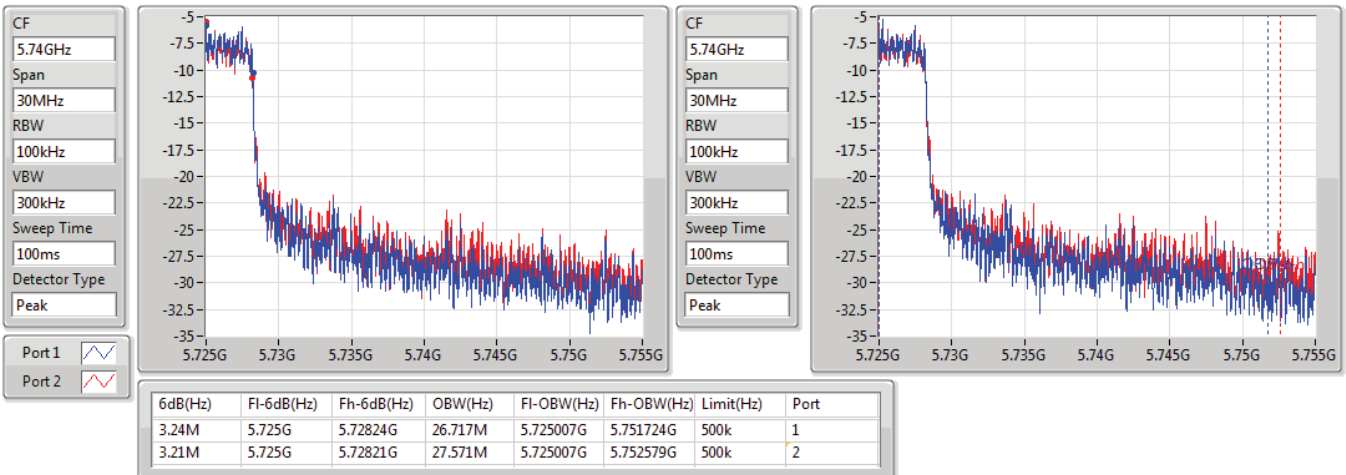 CF
5.74GHz
Span
30MHz
RBW
100kHz
VBW
300kHz
Sweep Time
100ms
Detector Type
Peak
Port 1
Port 2
-5
-7.5
-10
-12.5
-15
-17.5
-20
-22.5
-25
-27.5
-30
-32.5
-35
5.725G 5.73G 5.735G 5.74G 5.745G 5.75G 5.755G
CF
5.74GHz
Span
30MHz
RBW
100kHz
VBW
300kHz
Sweep Time
100ms
Detector Type
Peak
-5
-7.5
-10
-12.5
-15
-17.5
-20
-22.5
-25
-27.5
-30
-32.5
-35
5.725G 5.73G 5.735G 5.74G 5.745G 5.75G 5.755G
6dB(Hz) Fl-6dB(Hz) Fh-6dB(Hz) OBW(Hz) Fl-OBW(Hz) Fh-OBW(Hz) Limit(Hz) Port
3.24M 5.725G 5.72824G 26.717M 5.725007G 5.751724G 500k 1
3.21M 5.725G 5.72821G 27.571M 5.725007G 5.752579G 500k 2